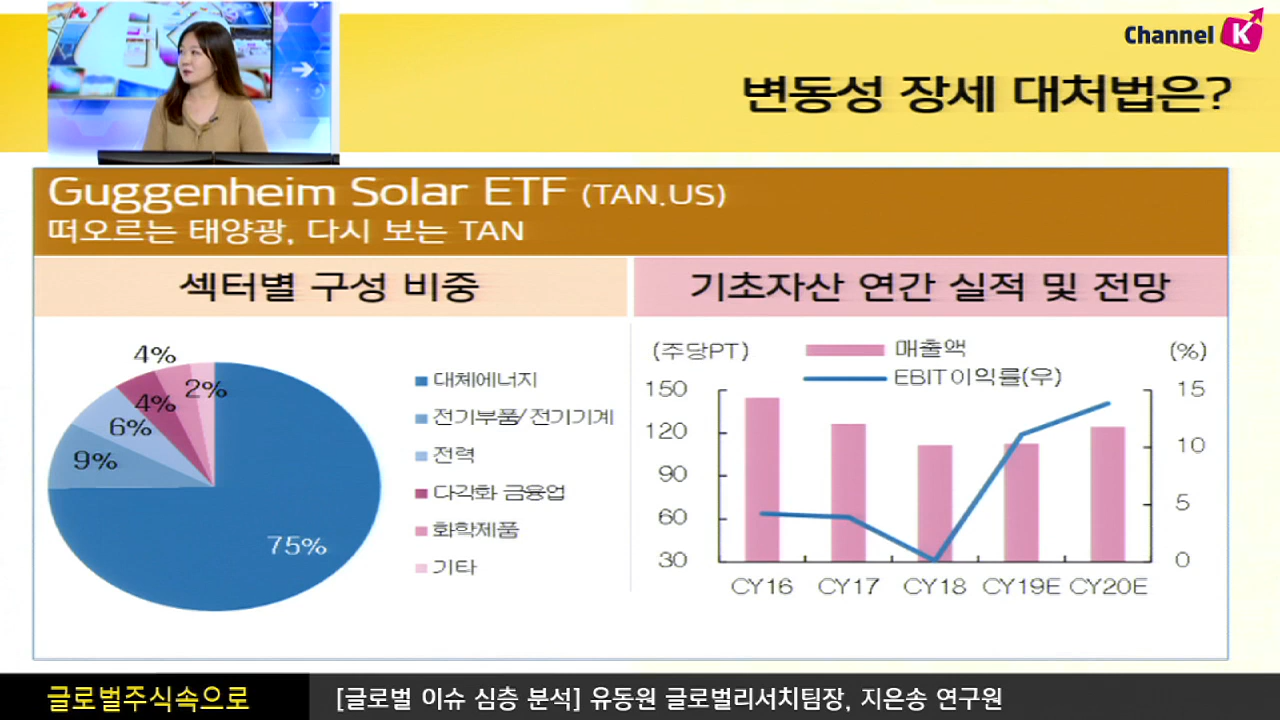 Channel K
변동성 장세 대처법은?
Guggenheim Solar ETF (TAN.US)
떠오르는 태양광, 다시 보는 TAN
섹터별 구성 비중
4%
2%
4%
6%
9%
75%
대체에너지
전기부품/전기기계
전력
다각화 금융업
화학제품
기타
기초자산 연간 실적 및 전망
(주당PT)
매출액
(%)
EBIT이익률(우)
150
120
90
60
30
15
10
5
0
CY16 CY17 CY18 CY19E CY20E
글로벌주식속으로
[글로벌 이슈 심층 분석] 유동원 글로벌리서치팀장, 지은송 연구원